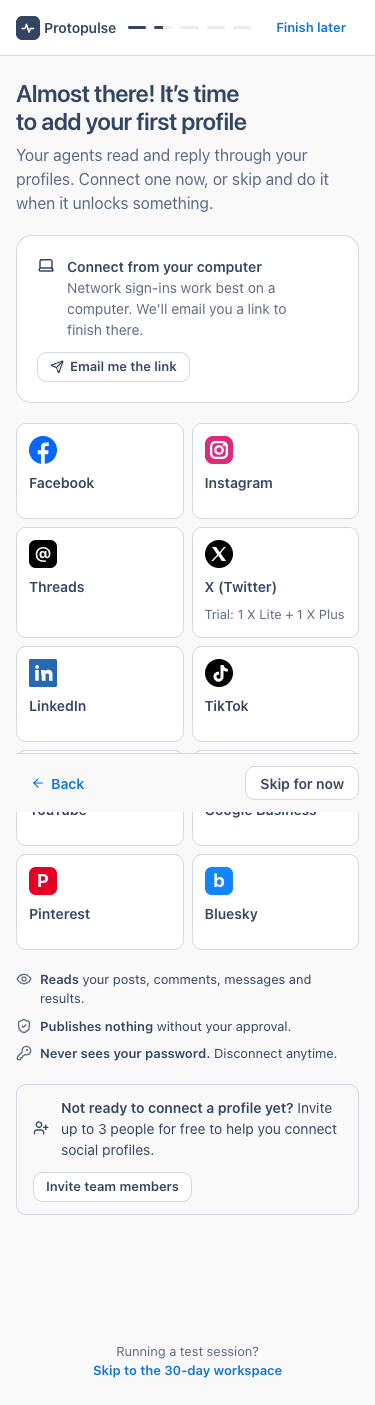 Protopulse
Finish later
Almost there! It's time
to add your first profile
Your agents read and reply through your
profiles. Connect one now, or skip and do it
when it unlocks something.
Connect from your computer
Network sign-ins work best on a
computer. We'll email you a link to
finish there.
Email me the link
Facebook
Instagram
Threads
X (Twitter)
Trial: 1 X Lite + 1 X Plus
LinkedIn
TikTok
Back
Skip for now
YouTube
Google Business
Pinterest
Bluesky
Reads your posts, comments, messages and
results.
Publishes nothing without your approval.
Never sees your password. Disconnect anytime.
Not ready to connect a profile yet? Invite
up to 3 people for free to help you connect
social profiles.
Invite team members
Running a test session?
Skip to the 30-day workspace